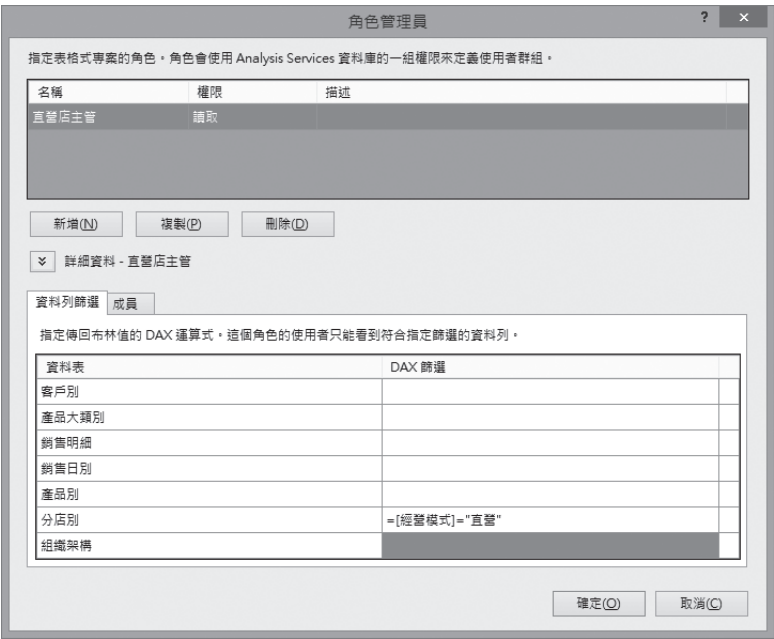 角色管理員
? ×
指定表格式專案的角色。角色會使用 Analysis Services 資料庫的一組權限來定義使用者群組。
名稱 權限 描述
直營店主管 讀取
新增(N) 複製(P) 刪除(D)
詳細資料 - 直營店主管
資料列篩選 成員
指定傳回布林值的 DAX 運算式。這個角色的使用者只能看到符合指定篩選的資料列。
資料表 DAX 篩選
客戶別
產品大類別
銷售明細
銷售日別
產品別
分店別 =[經營模式]="直營"
組織架構
確定(O) 取消(C)